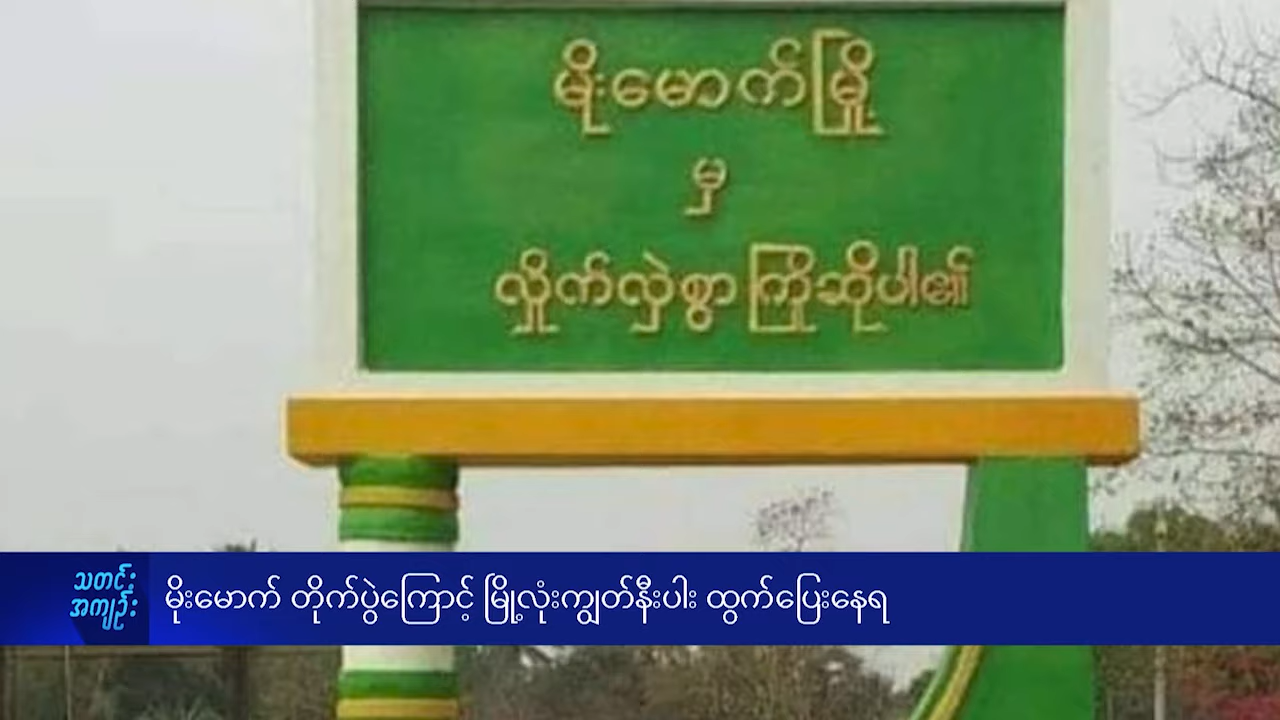 မိုးမောက်မြို့
မှ
လှိုက်လှဲစွာ ကြိုဆိုပါ၏
သတင်း
အကျဉ်း
မိုးမောက် တိုက်ပွဲကြောင့် မြို့လုံးကျွတ်နီးပါး ထွက်ပြေးနေရ